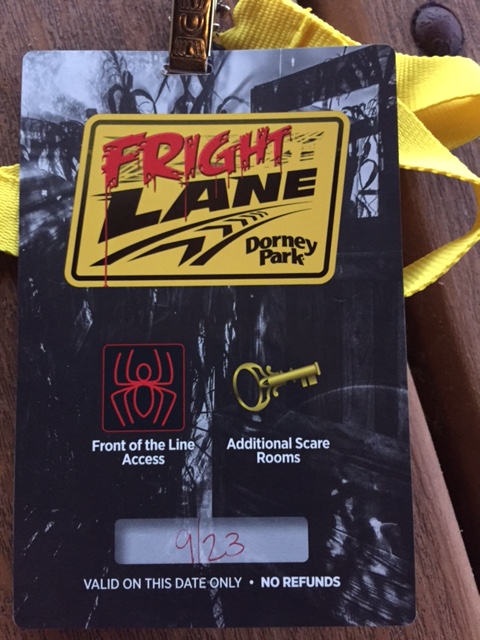 FRIGHT
LANE
Dorney
Park
Front of the Line
Access
Additional Scare
Rooms
9/23
VALID ON THIS DATE ONLY • NO REFUNDS